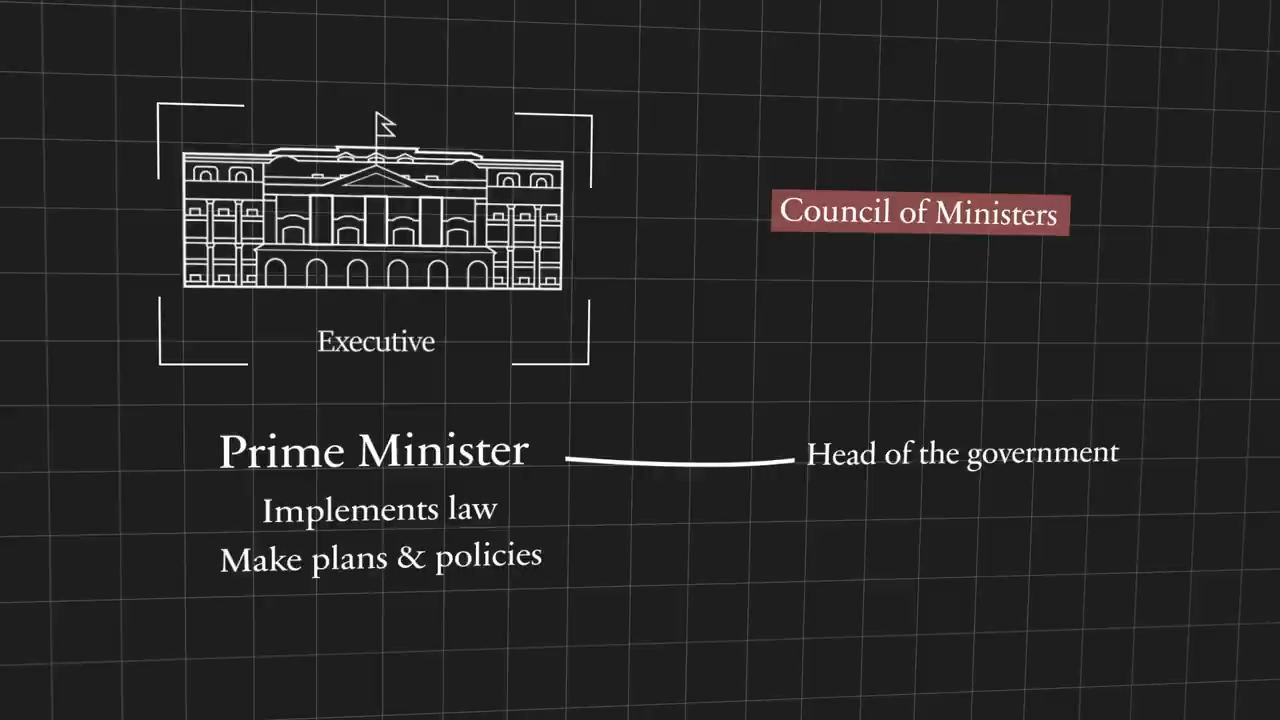 Council of Ministers
Executive
Prime Minister
Head of the government
Implements law
Make plans & policies